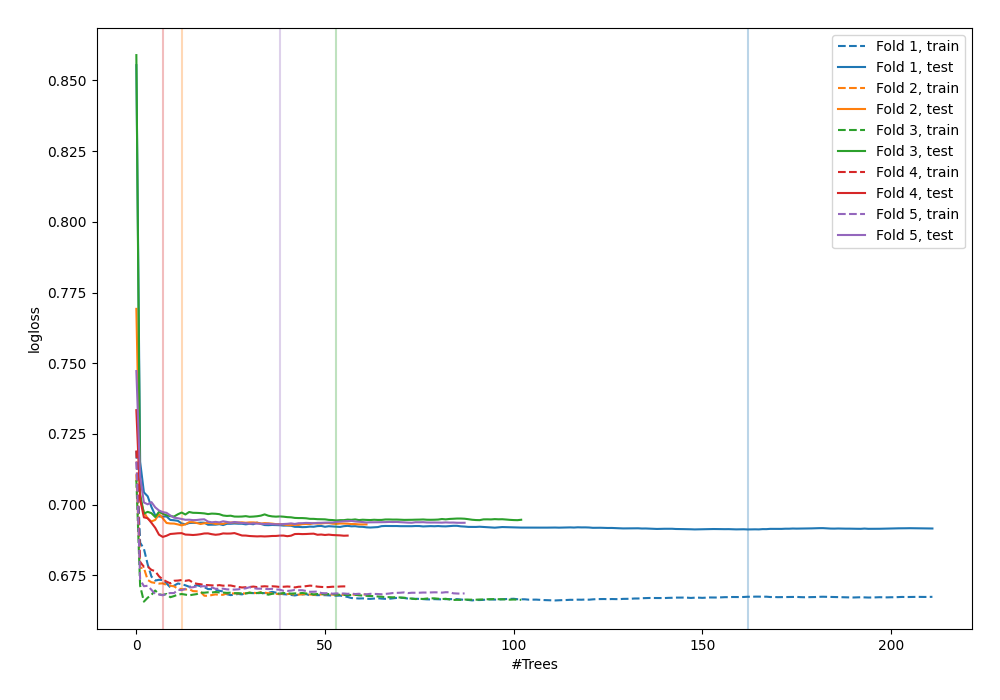 0.850
0.825
0.800
0.775
0.750
0.725
0.700
0.675
logloss
0
50
100
150
200
#Trees
Fold 1, train
Fold 1, test
Fold 2, train
Fold 2, test
Fold 3, train
Fold 3, test
Fold 4, train
Fold 4, test
Fold 5, train
Fold 5, test